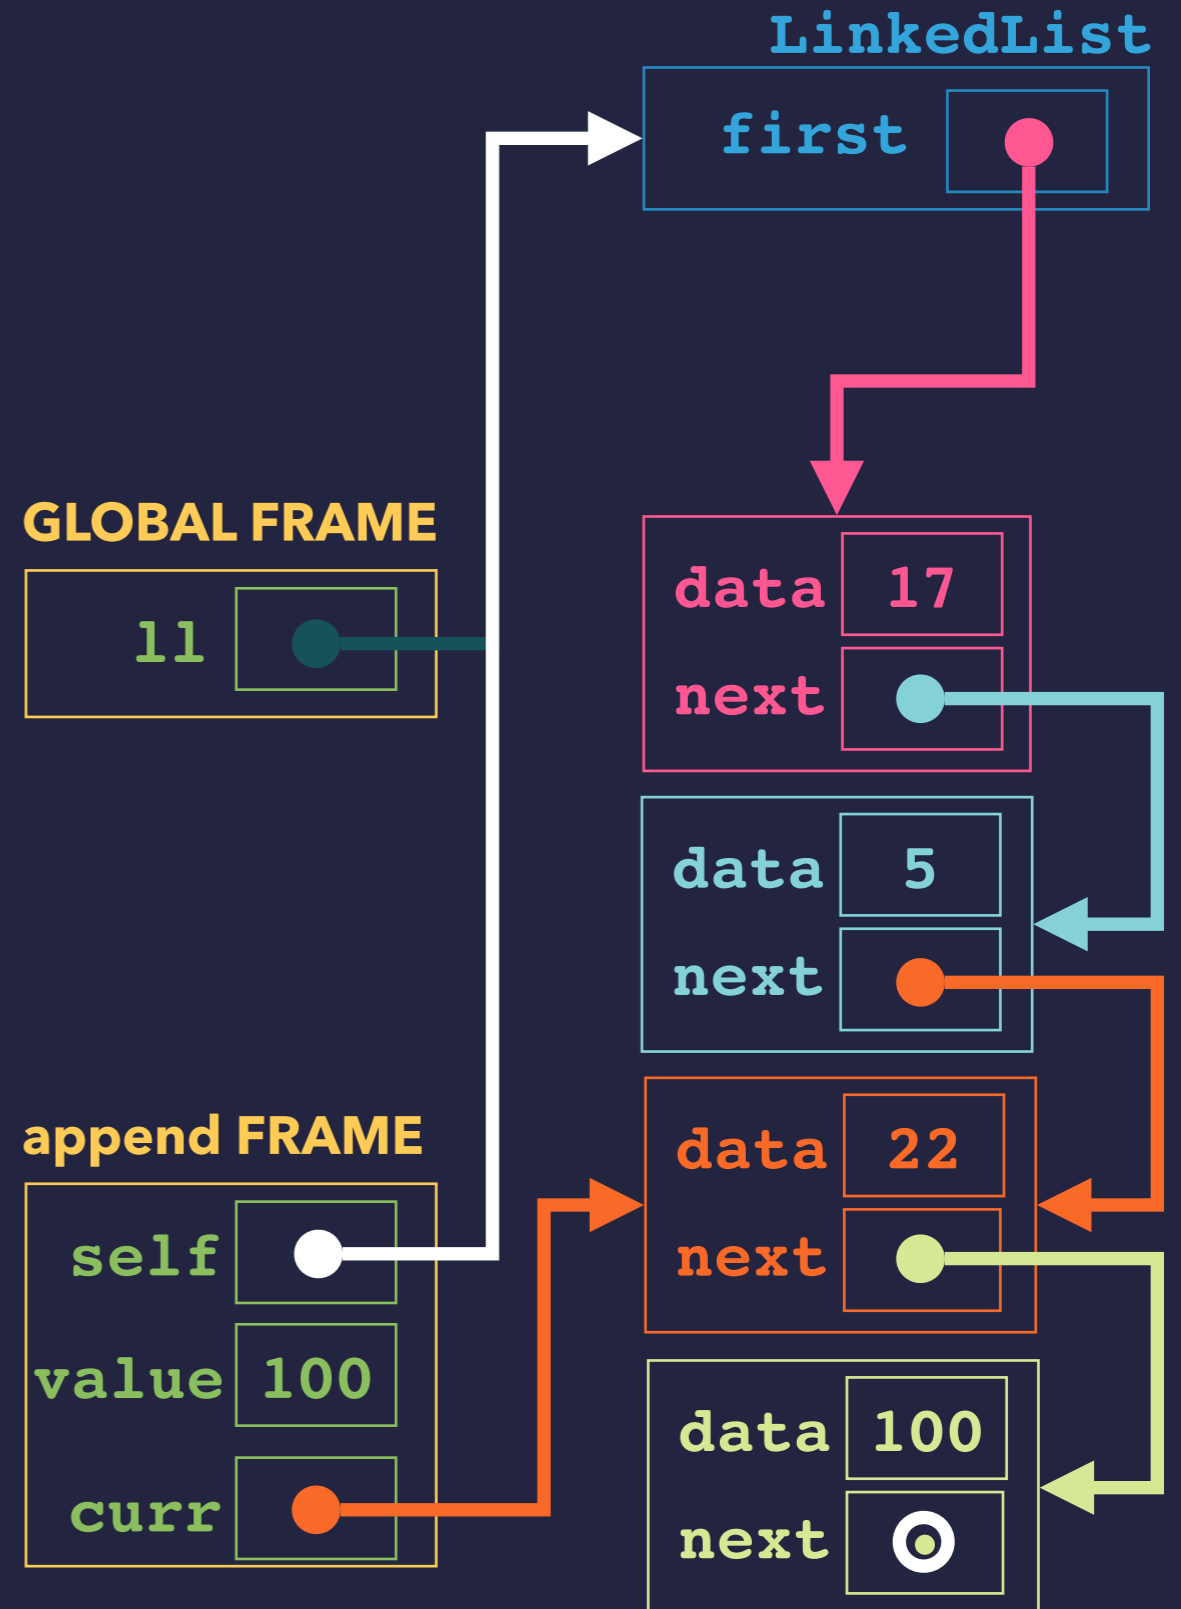 LinkedList
first
GLOBAL FRAME
ll
data 17
next
data 5
next
append FRAME
self
value 100
curr
data 22
next
data 100
next